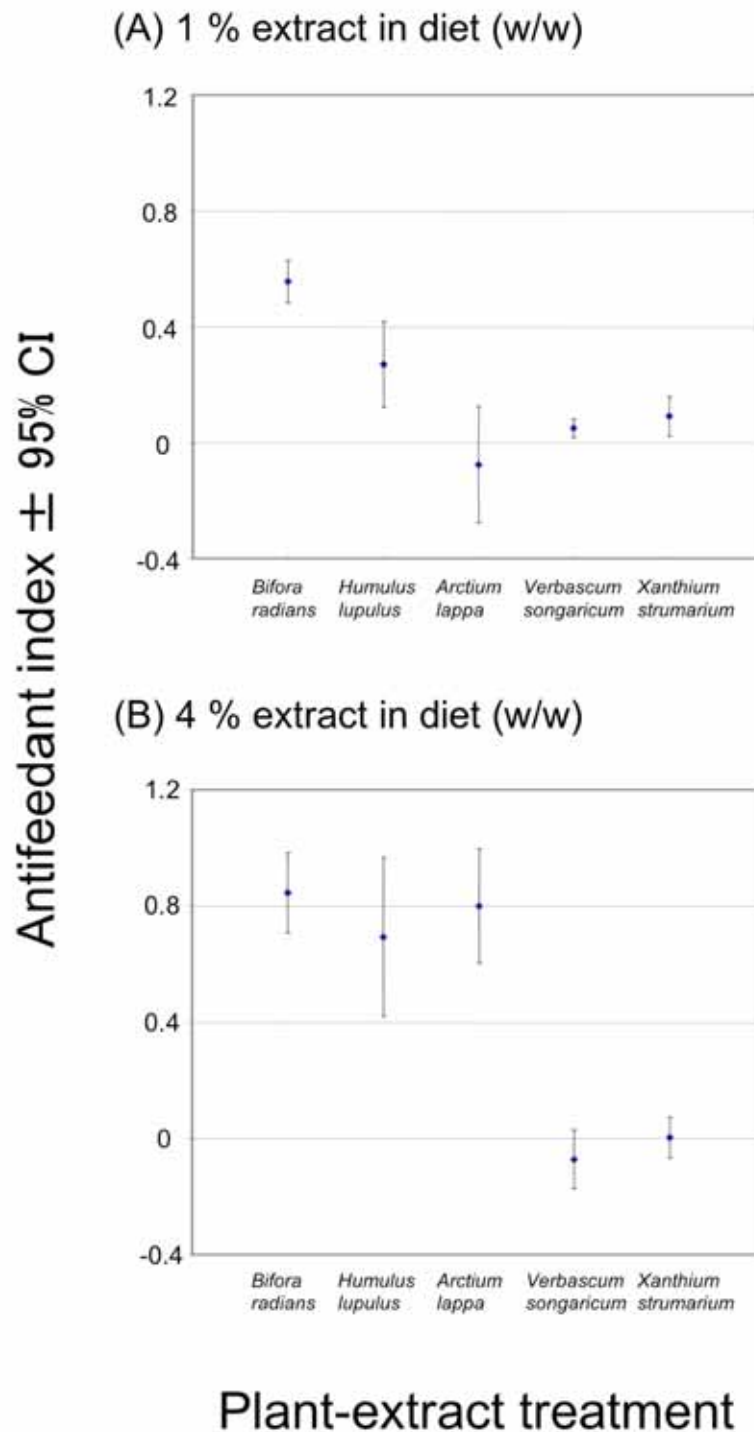 (A) 1 % extract in diet (w/w)
1.2
0.8
0.4
0
-0.4
Bifora Humulus Arctium Verbascum Xanthium
radians lupulus lappa songaricum strumarium
Antifeedant index ± 95% CI
(B) 4 % extract in diet (w/w)
1.2
0.8
0.4
0
-0.4
Bifora Humulus Arctium Verbascum Xanthium
radians lupulus lappa songaricum strumarium
Plant-extract treatment